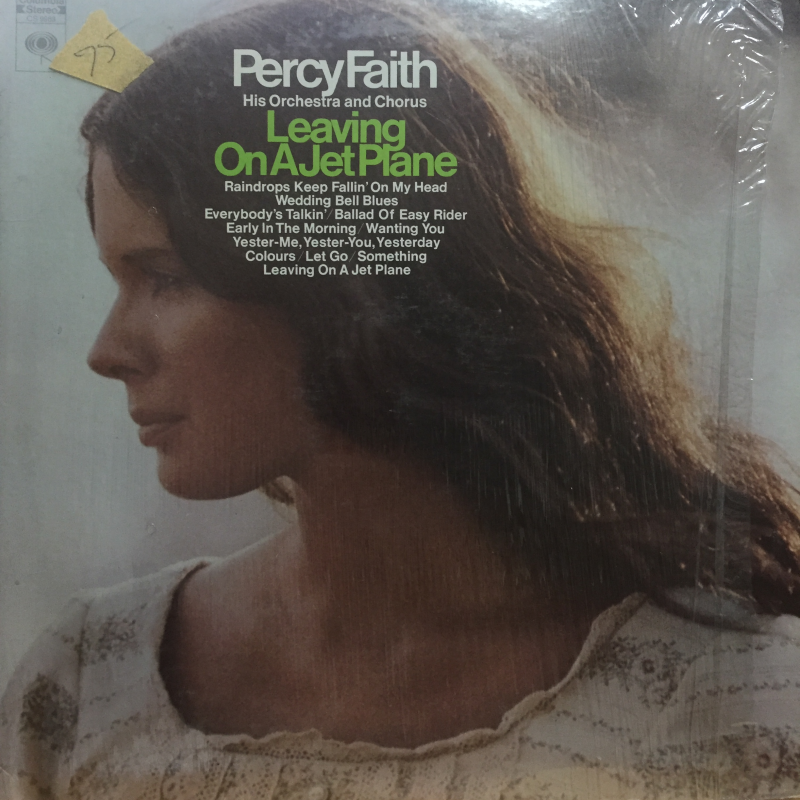 Stereo
75
Percy Faith
His Orchestra and Chorus
Leaving
On A Jet Plane
Raindrops Keep Fallin' On My Head
Wedding Bell Blues
Everybody's Talkin' / Ballad Of Easy Rider
Early In The Morning / Wanting You
Yester-Me, Yester-You, Yesterday
Colours / Let Go / Something
Leaving On A Jet Plane